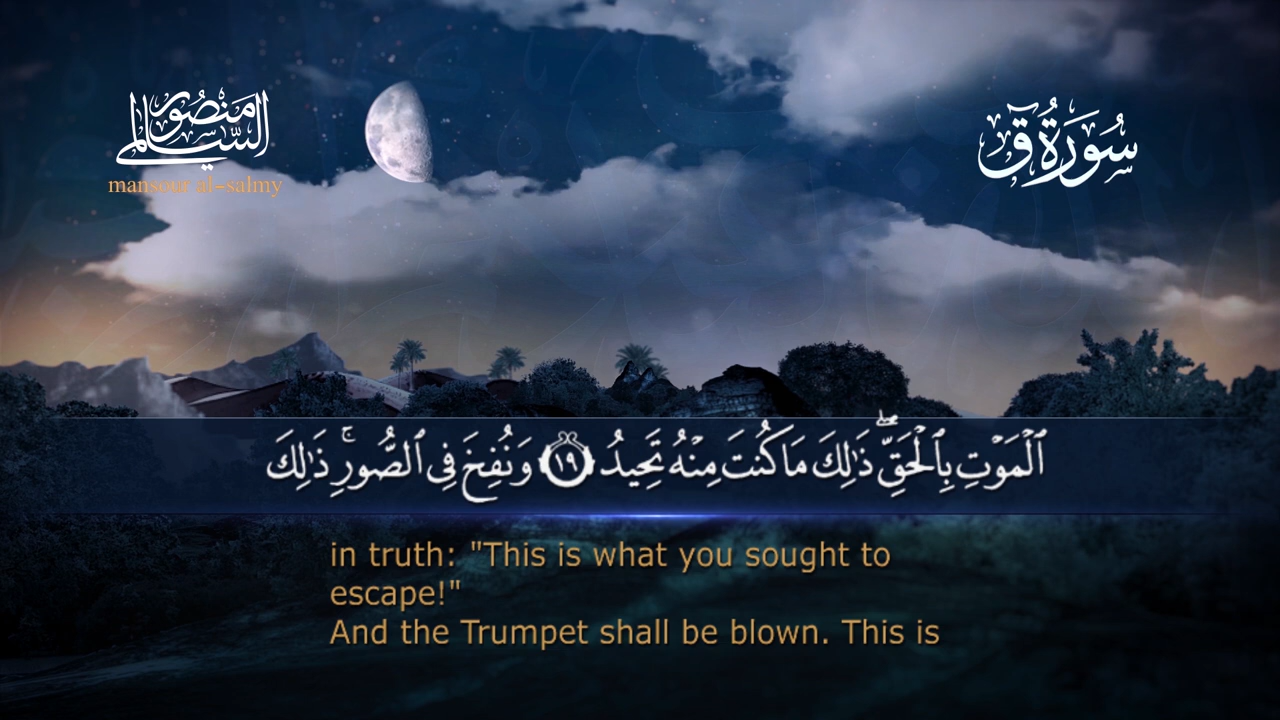 منصور
السالمي
mansour al-salmy
سُورَةُ ق
ٱلْمَوْتِ بِٱلْحَقِّ ۖ ذَٰلِكَ مَا كُنتَ مِنْهُ تَحِيدُ ١٩ وَنُفِخَ فِى ٱلصُّورِ ۚ ذَٰلِكَ
in truth: "This is what you sought to
escape!"
And the Trumpet shall be blown. This is